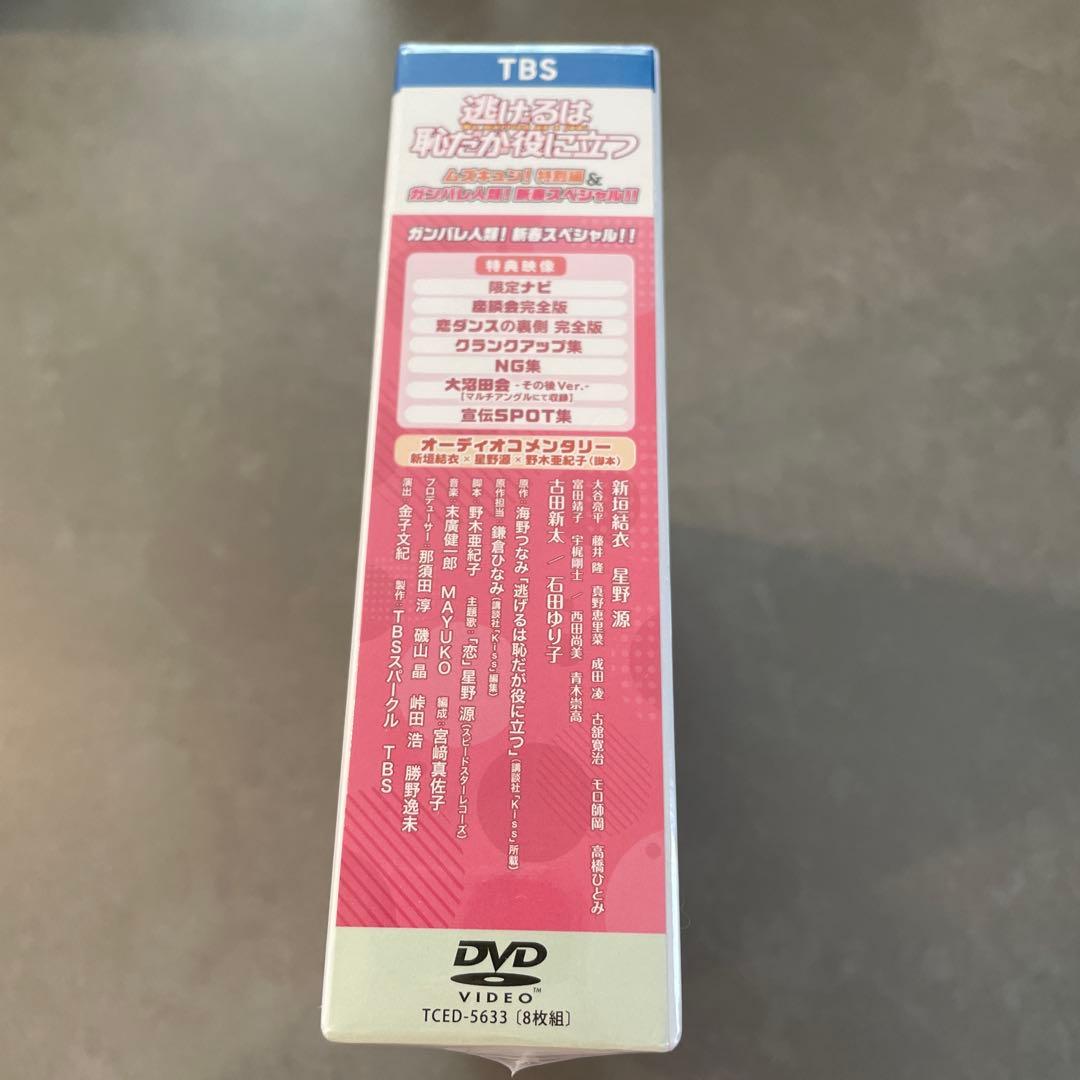 TBS
逃げるは
恥だが役に立つ
ムズキュン! 特別編 &
ガンバレ人類! 新春スペシャル!!
ガンバレ人類! 新春スペシャル!!
特典映像
限定ナビ
座談会完全版
恋ダンスの裏側 完全版
クランクアップ集
NG集
大沼田会 -その後Ver.-
[マルチアングルにて収録]
宣伝SPOT集
オーディオコメンタリー
新垣結衣×星野源×野木亜紀子(脚本)
新垣結衣 星野 源
大谷亮平 藤井 隆 真野恵里菜 成田 凌 古舘寛治 モロ師岡 高橋ひとみ
富田靖子 宇梶剛士 / 西田尚美 青木崇高
古田新太 / 石田ゆり子
原作:海野つなみ「逃げるは恥だが役に立つ」(講談社「Kiss」所載)
原作担当:鎌倉ひなみ(講談社「Kiss」編集)
脚本:野木亜紀子 主題歌:「恋」星野 源(スピードスターレコーズ)
音楽:末廣健一郎 MAYUKO 編成:宮﨑真佐子
プロデューサー:那須田 淳 磯山 晶 峠田 浩 勝野逸未
演出:金子文紀 製作:TBSスパークル TBS
DVD
VIDEO™
TCED-5633 [8枚組]